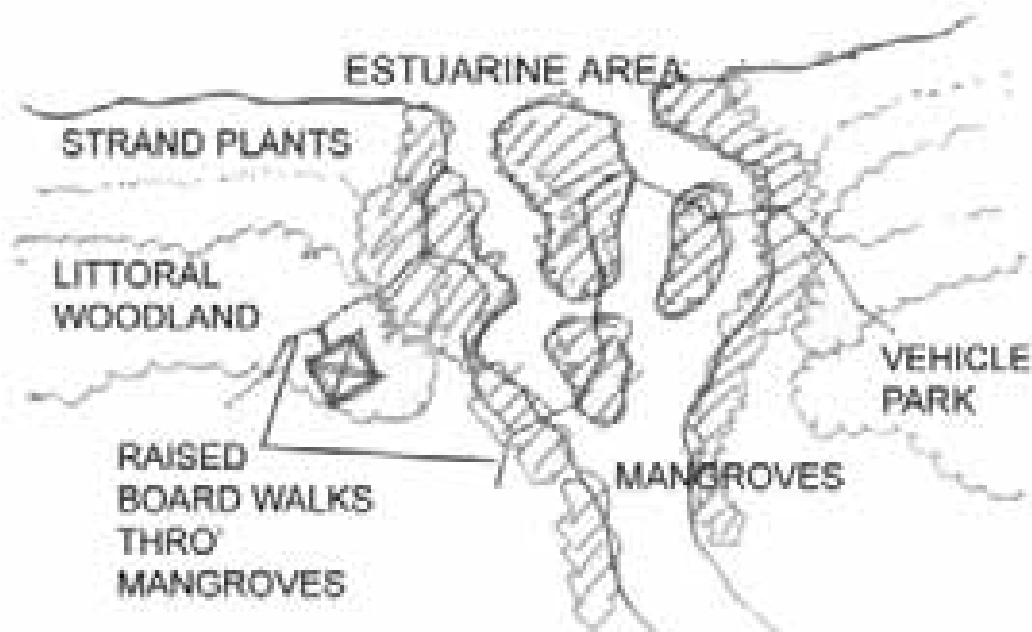 ESTUARINE AREA
STRAND PLANTS
LITTORAL
WOODLAND
VEHICLE
PARK
RAISED
BOARD WALKS
THRO'
MANGROVES
MANGROVES